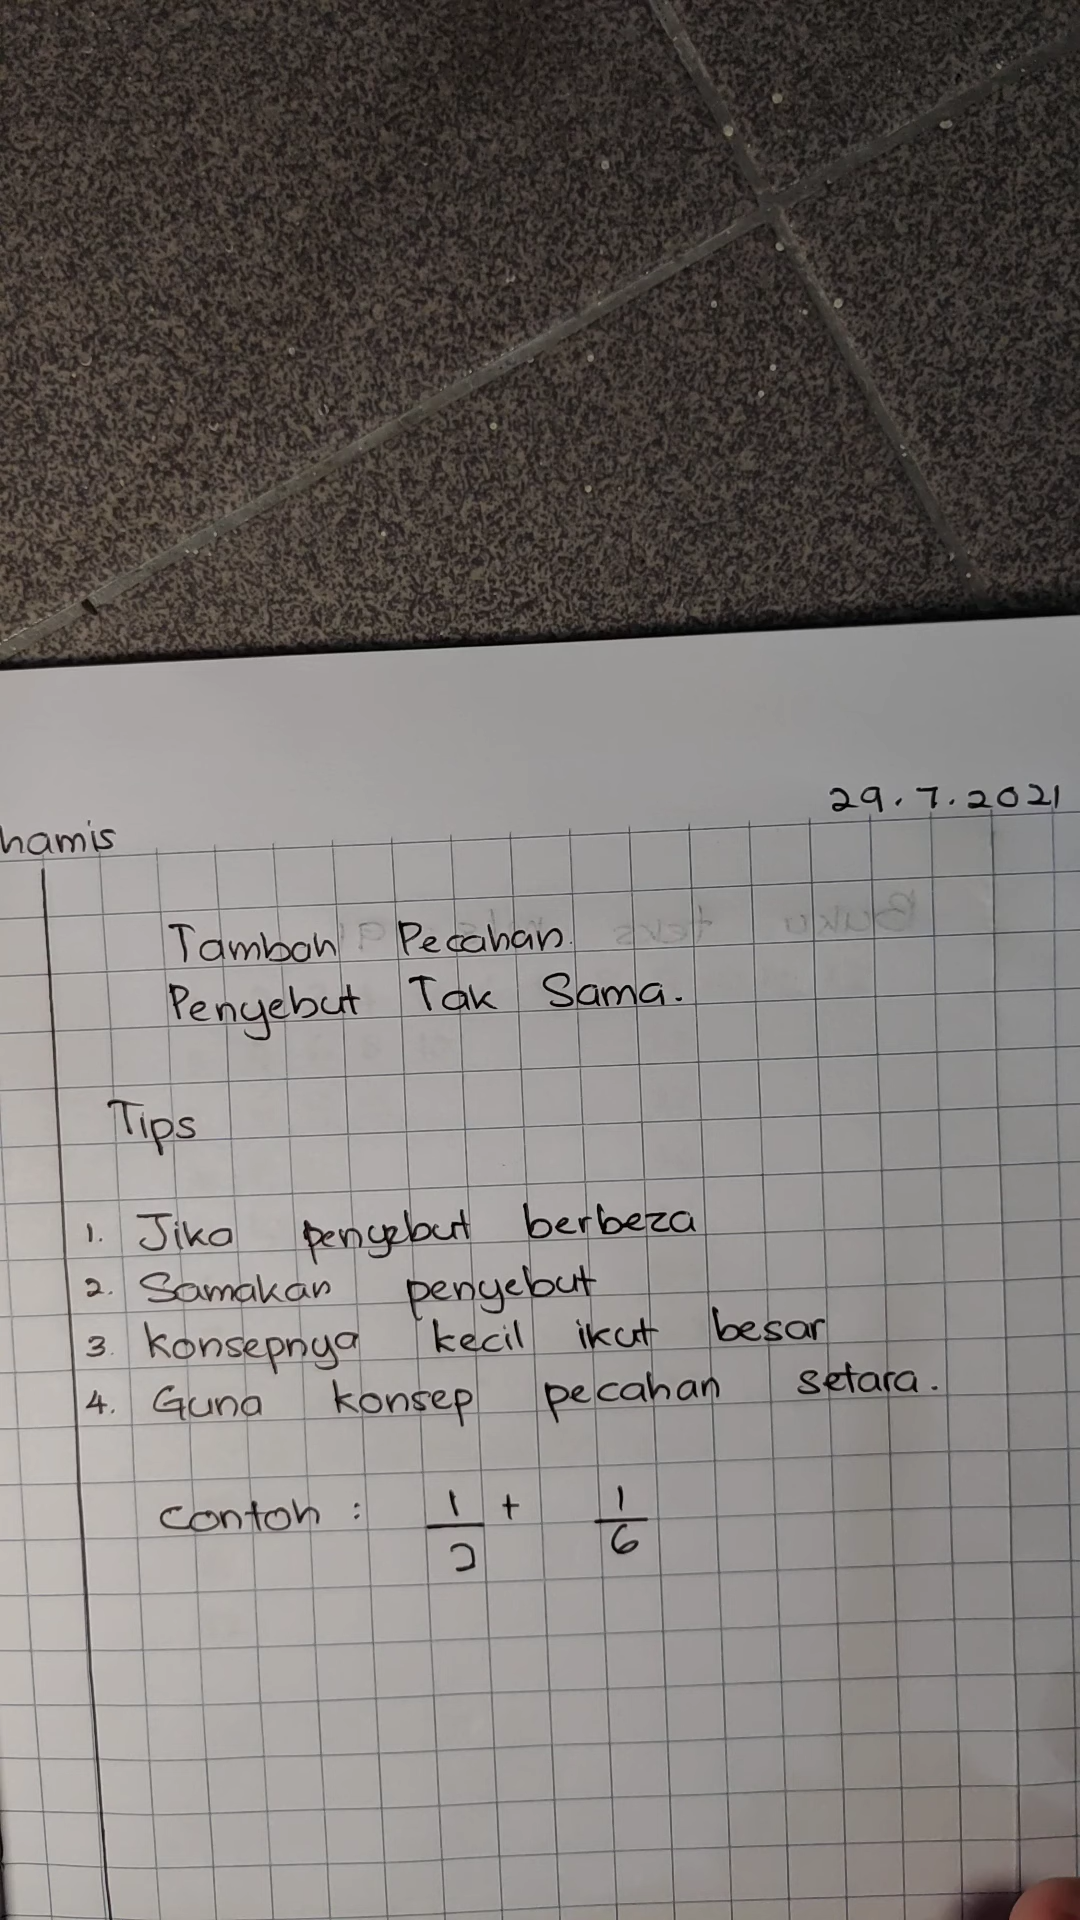 29.7.2021
hamis
Tambah Pecahan
Penyebut Tak Sama.
Tips
1. Jika penyebut berbeza
2. Samakan penyebut
3. Konsepnya kecil ikut besar
4. Guna konsep pecahan setara.
Contoh : 1/2 + 1/6